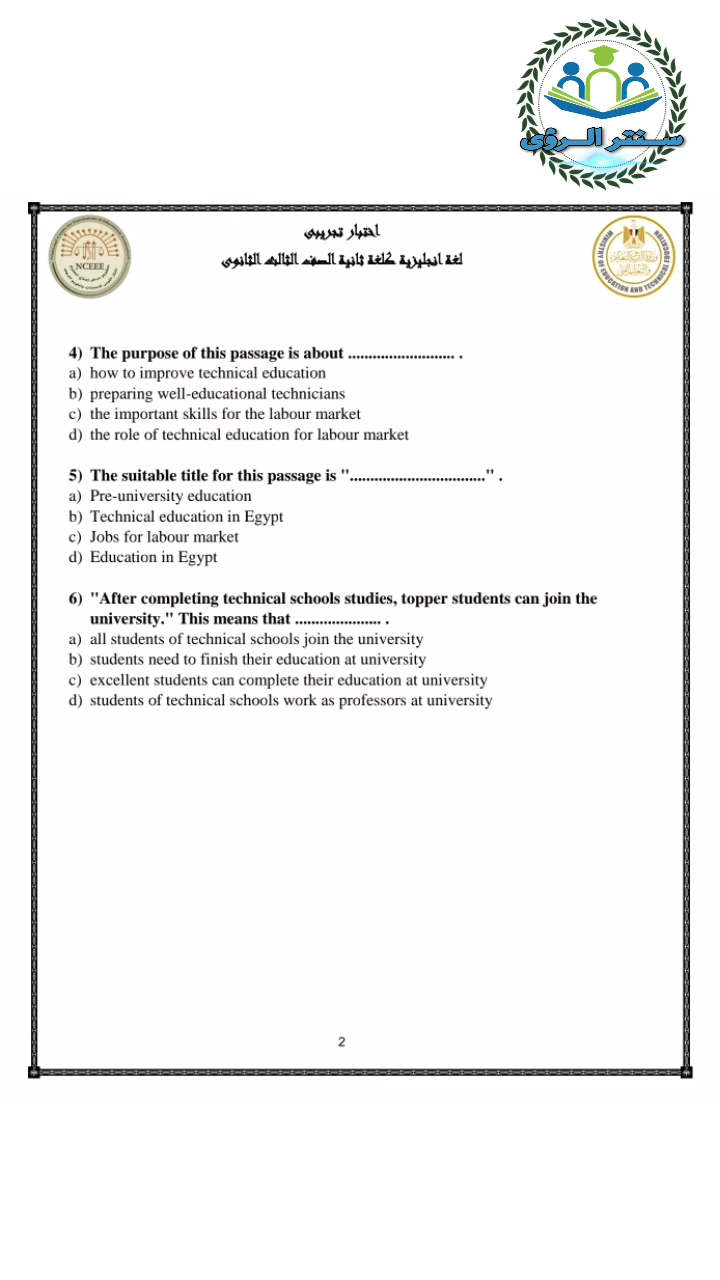 سنتر الرؤى
اختبار تجريبى
لغة انجليزية كلغة ثانية الصف الثالث الثانوى
NCEEE
4) The purpose of this passage is about .......................... .
a) how to improve technical education
b) preparing well-educational technicians
c) the important skills for the labour market
d) the role of technical education for labour market
5) The suitable title for this passage is "................................." .
a) Pre-university education
b) Technical education in Egypt
c) Jobs for labour market
d) Education in Egypt
6) "After completing technical schools studies, topper students can join the
university." This means that ..................... .
a) all students of technical schools join the university
b) students need to finish their education at university
c) excellent students can complete their education at university
d) students of technical schools work as professors at university
2